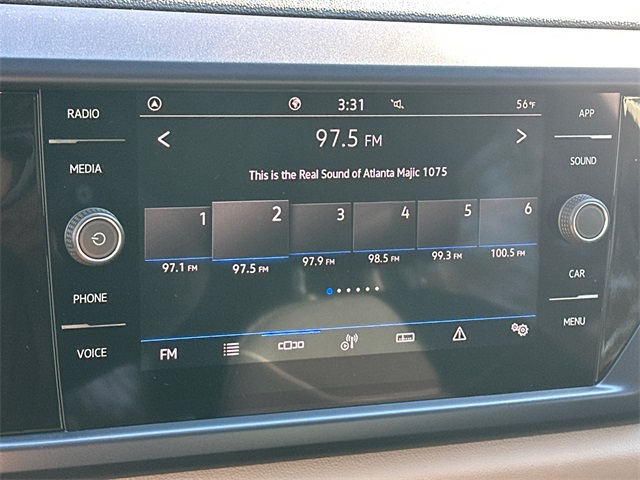 RADIO
MEDIA
PHONE
VOICE
3:31
56°F
97.5 FM
This is the Real Sound of Atlanta Majic 1075
1 2 3 4 5 6
97.1 FM 97.5 FM 97.9 FM 98.5 FM 99.3 FM 100.5 FM
FM
APP
SOUND
CAR
MENU